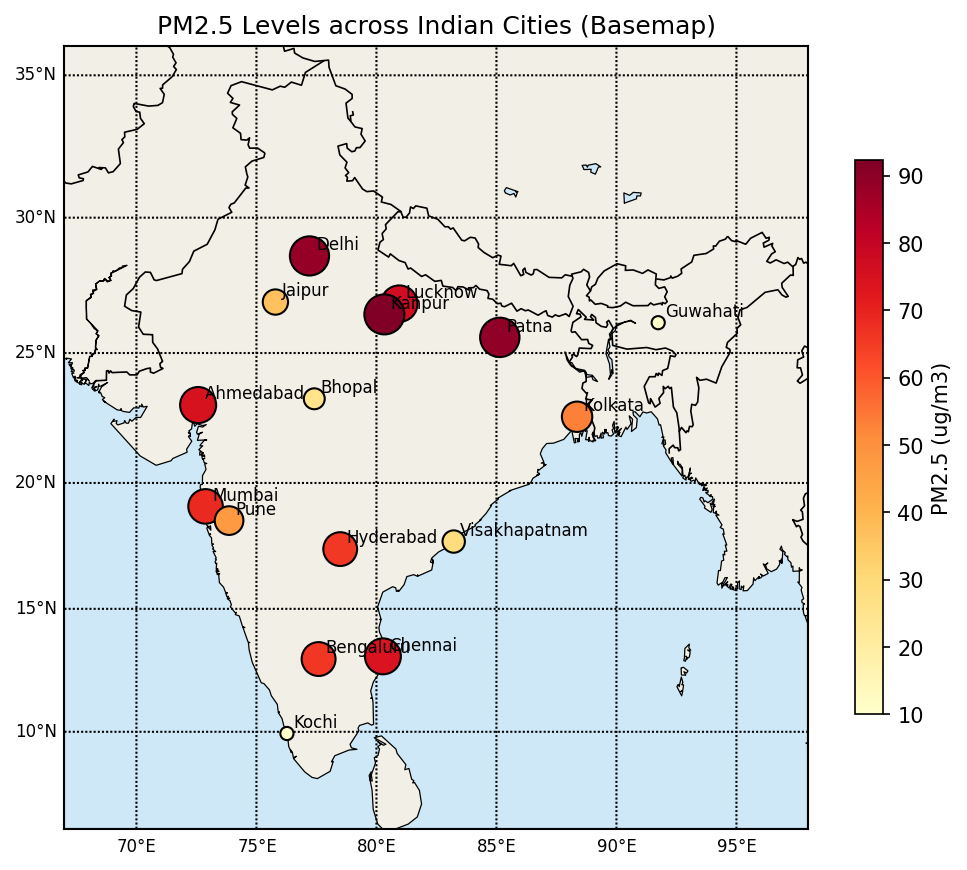 PM2.5 Levels across Indian Cities (Basemap)
35°N
30°N
25°N
20°N
15°N
10°N
Delhi
Jaipur
Lucknow
Kanpur
Patna
Guwahati
Ahmedabad
Bhopal
Kolkata
Mumbai
Pune
Hyderabad
Visakhapatnam
Bengaluru
Chennai
Kochi
70°E
75°E
80°E
85°E
90°E
95°E
90
80
70
60
50
40
30
20
10
PM2.5 (ug/m3)